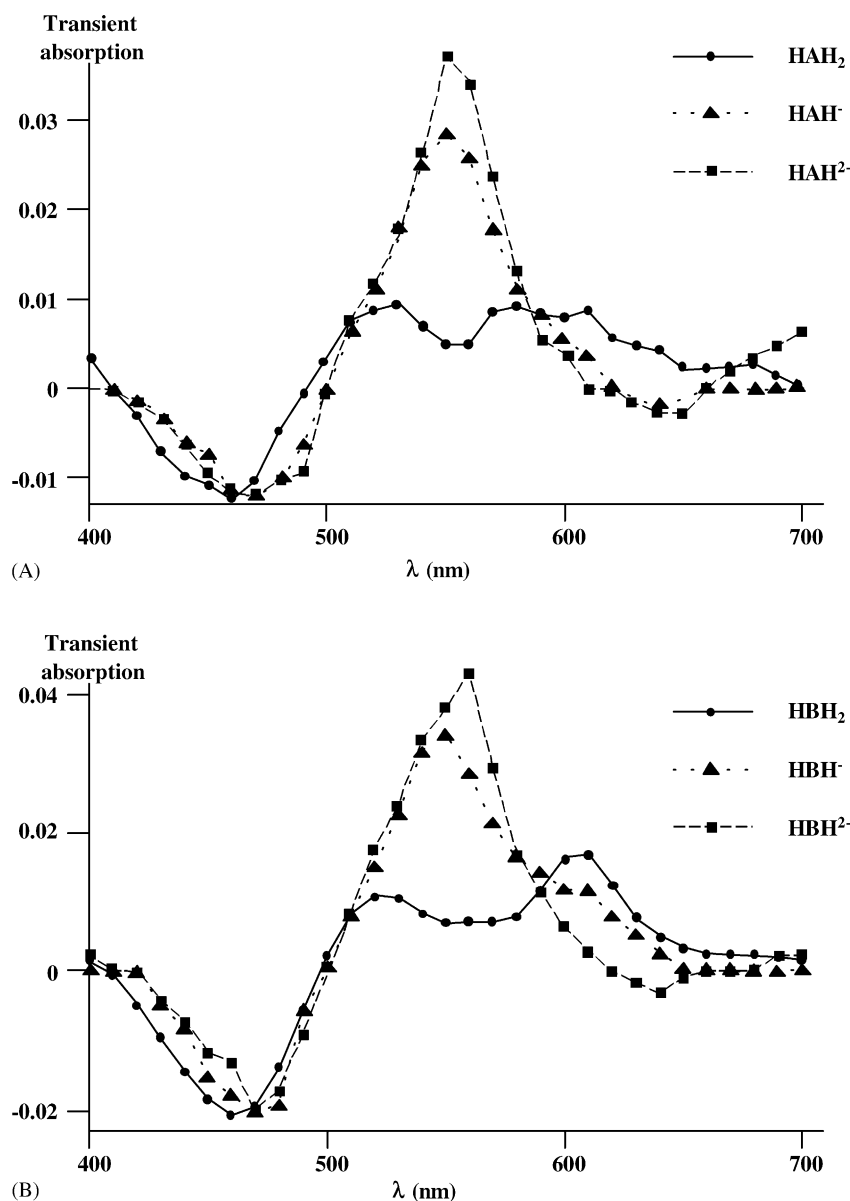 Transient
absorption
HAH₂
HAH⁻
HAH²⁻
0.03
0.02
0.01
0
-0.01
400
500
600
700
λ (nm)
(A)
Transient
absorption
HBH₂
HBH⁻
HBH²⁻
0.04
0.02
0
-0.02
400
500
600
700
λ (nm)
(B)